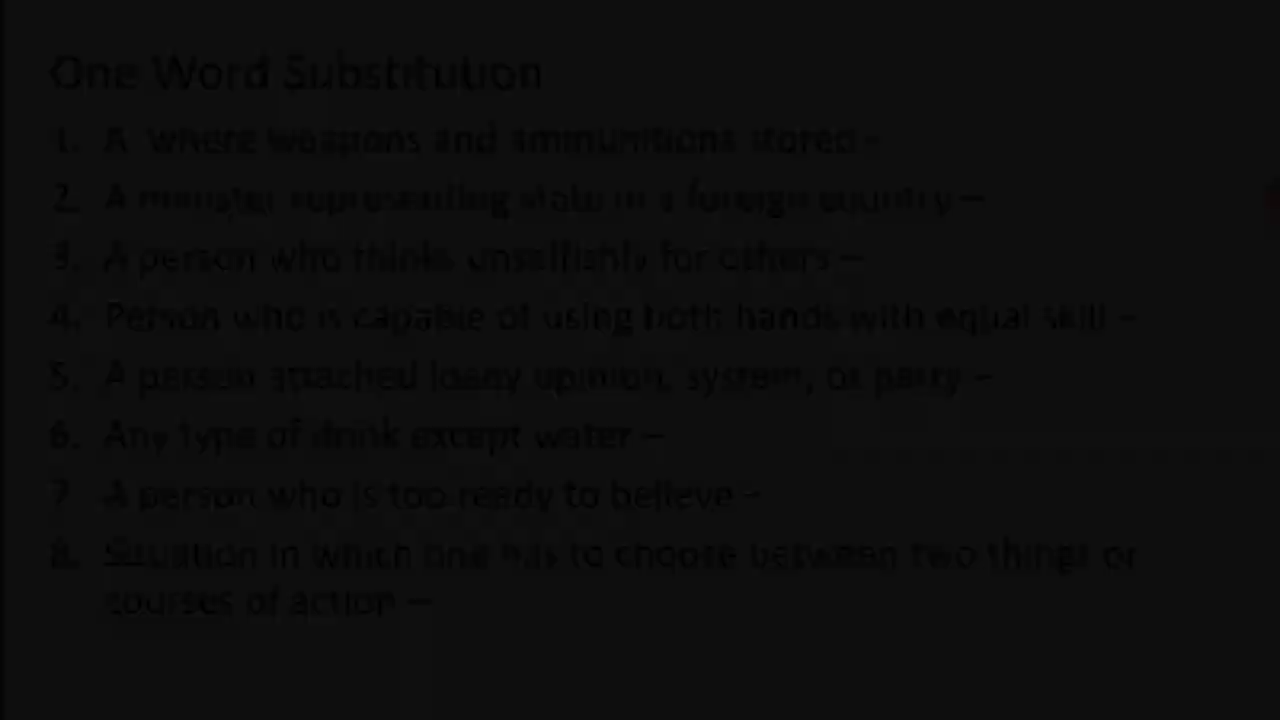 One Word Substitution
1. A where weapons and ammunitions stored –
2. A minister representing state in a foreign country –
3. A person who thinks unselfishly for others –
4. Person who is capable of using both hands with equal skill –
5. A person attached to any opinion, system, or party –
6. Any type of drink except water –
7. A person who is too ready to believe –
8. Situation in which one has to choose between two things or
courses of action –